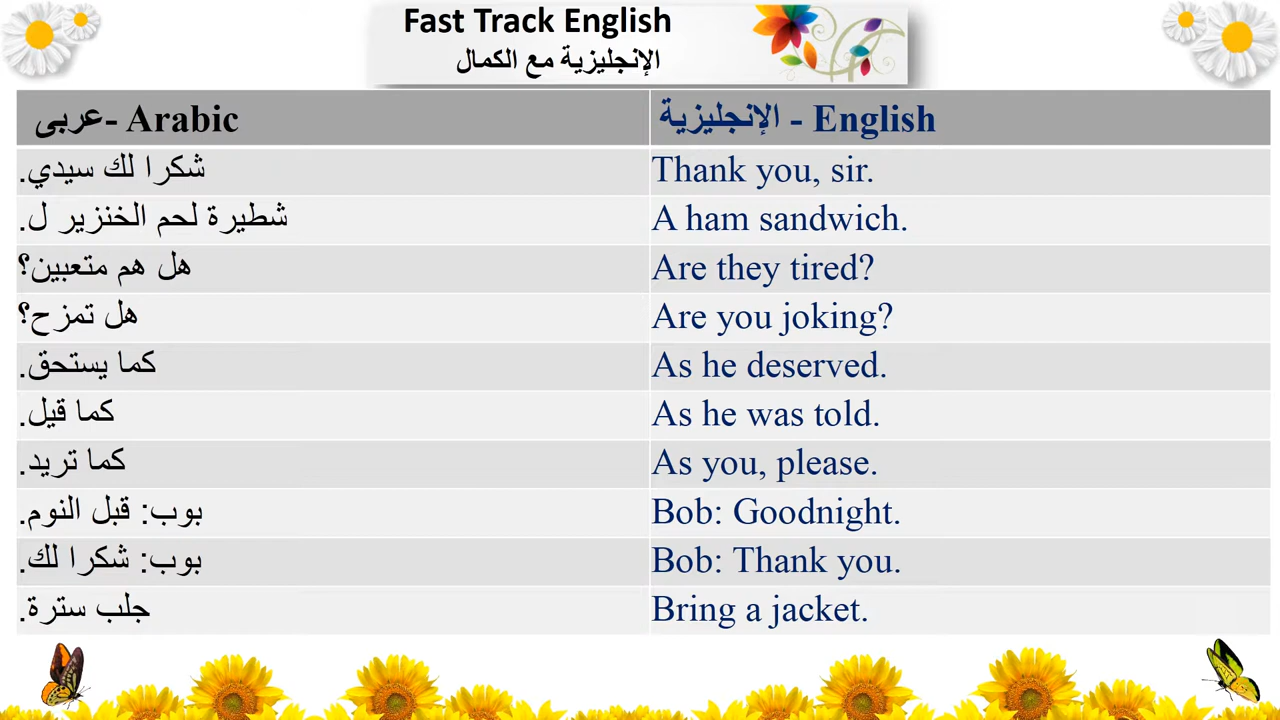 Fast Track English
الإنجليزية مع الكمال
عربى- Arabic
الإنجليزية - English
شكرا لك سيدي.
Thank you, sir.
شطيرة لحم الخنزير ل.
A ham sandwich.
هل هم متعبين؟
Are they tired?
هل تمزح؟
Are you joking?
كما يستحق.
As he deserved.
كما قيل.
As he was told.
كما تريد.
As you, please.
بوب: قبل النوم.
Bob: Goodnight.
بوب: شكرا لك.
Bob: Thank you.
جلب سترة.
Bring a jacket.